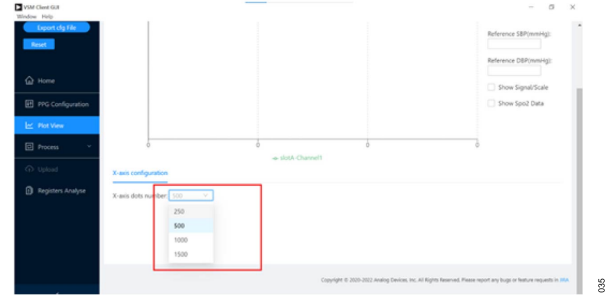 VSM Client GUI
Window Help
Export cfg File
Reset
Home
PPG Configuration
Plot View
Process
Upload
Registers Analyse
Reference SBP(mmHg):
Reference DBP(mmHg):
Show Signal/Scale
Show Spo2 Data
0 0 0 0
slotA-Channel1
X-axis configuration
X-axis dots number 500
250
500
1000
1500
Copyright © 2020-2022 Analog Devices, Inc. All Rights Reserved. Please report any bugs or feature requests in
035